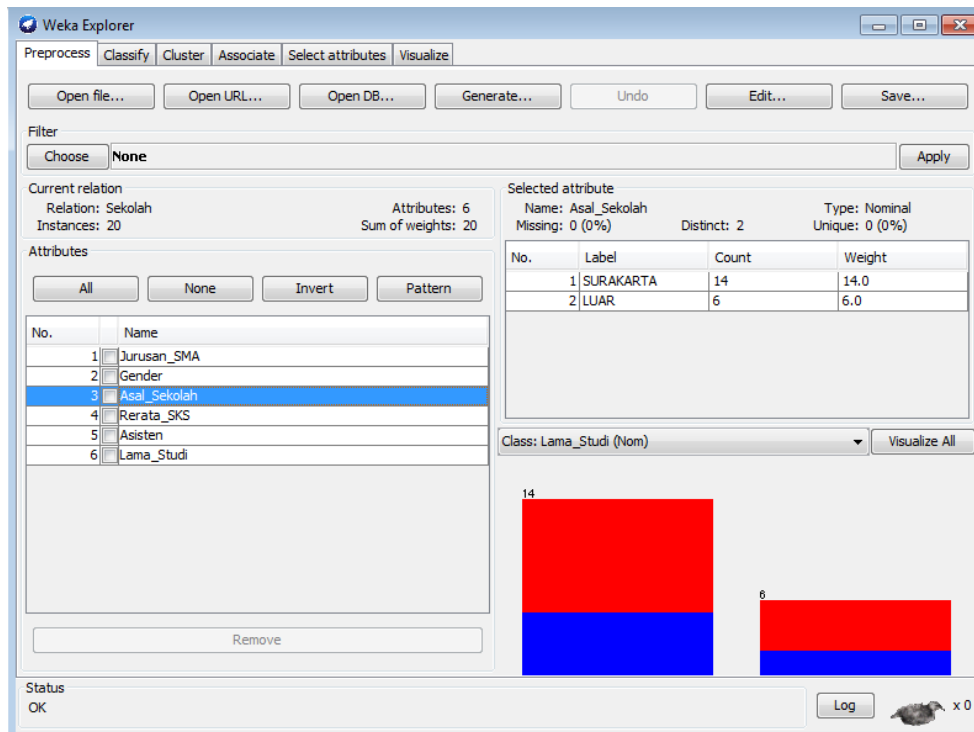 Weka Explorer
Preprocess Classify Cluster Associate Select attributes Visualize
Open file... Open URL... Open DB... Generate... Undo Edit... Save...
Filter
Choose None Apply
Current relation
Relation: Sekolah Attributes: 6
Instances: 20 Sum of weights: 20
Attributes
All None Invert Pattern
No. Name
1 Jurusan_SMA
2 Gender
3 Asal_Sekolah
4 Rerata_SKS
5 Asisten
6 Lama_Studi
Remove
Selected attribute
Name: Asal_Sekolah Type: Nominal
Missing: 0 (0%) Distinct: 2 Unique: 0 (0%)
No. Label Count Weight
1 SURAKARTA 14 14.0
2 LUAR 6 6.0
Class: Lama_Studi (Nom) Visualize All
14
6
Status
OK
Log x 0